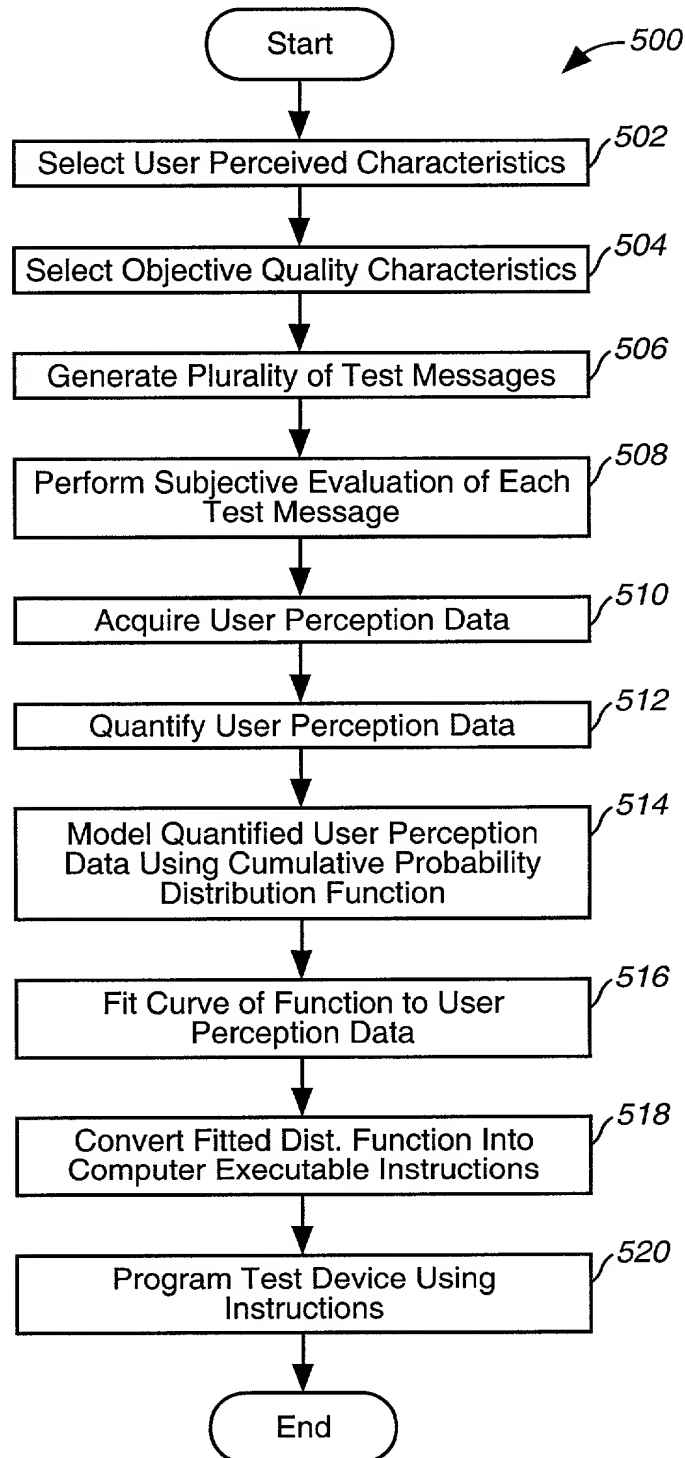 Start
500
502
Select User Perceived Characteristics
504
Select Objective Quality Characteristics
506
Generate Plurality of Test Messages
508
Perform Subjective Evaluation of Each
Test Message
510
Acquire User Perception Data
512
Quantify User Perception Data
514
Model Quantified User Perception
Data Using Cumulative Probability
Distribution Function
516
Fit Curve of Function to User
Perception Data
518
Convert Fitted Dist. Function Into
Computer Executable Instructions
520
Program Test Device Using
Instructions
End